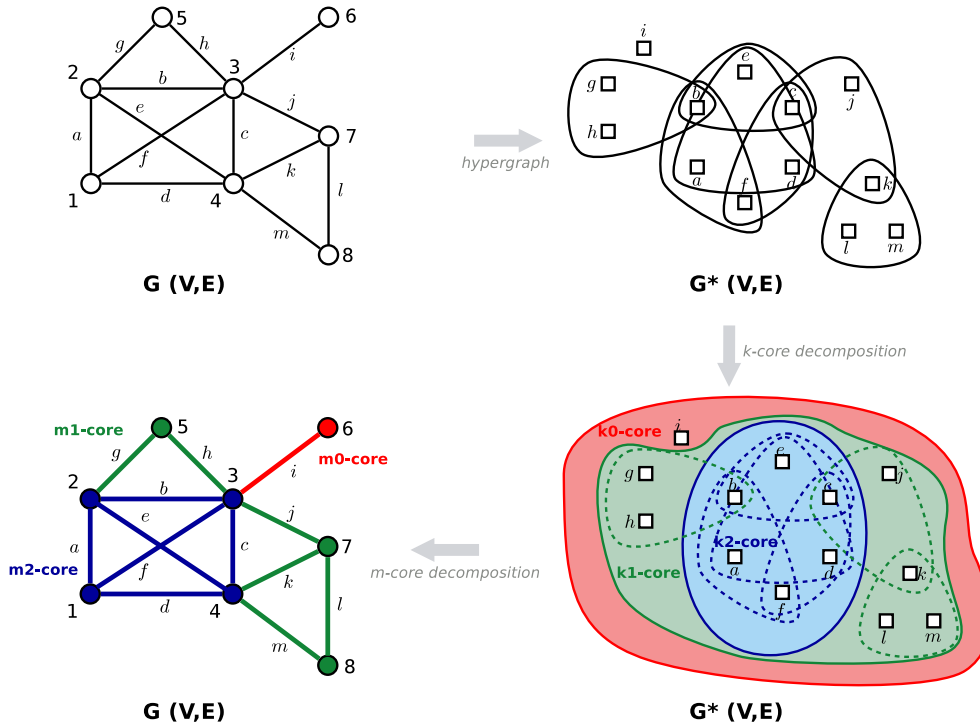 5
6
g
h
i
2
b
3
e
j
a
c
7
f
k
1
d
4
l
m
8
G (V,E)
hypergraph
i
e
g
b
c
j
h
a
f
d
k
l
m
G* (V,E)
k-core decomposition
m1-core
5
6
m0-core
g
h
i
2
b
3
e
j
a
c
7
m2-core
f
k
1
d
4
l
m
8
G (V,E)
m-core decomposition
k0-core
i
e
g
b
c
j
h
k2-core
k1-core
a
d
k
f
l
m
G* (V,E)